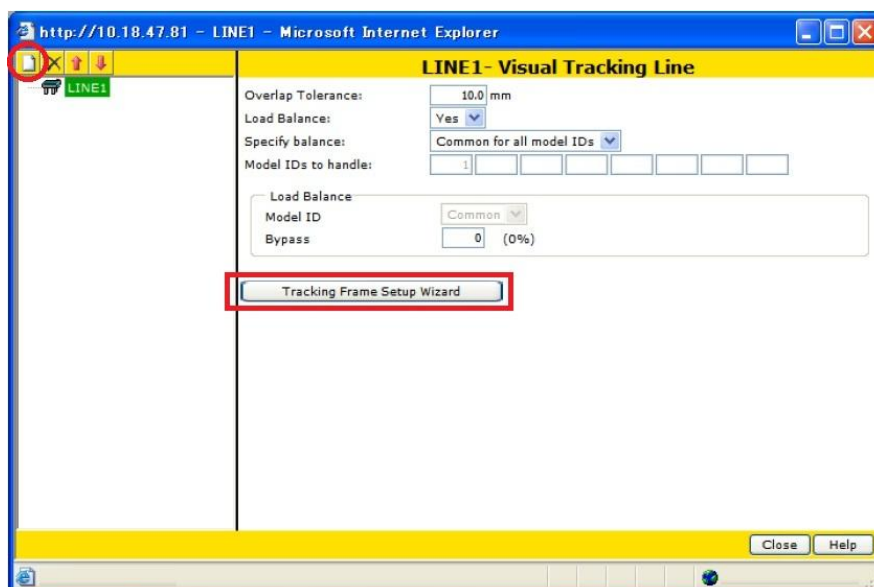 http://10.18.47.81 - LINE1 - Microsoft Internet Explorer
LINE1- Visual Tracking Line
LINE1
Overlap Tolerance: 10.0 mm
Load Balance: Yes
Specify balance: Common for all model IDs
Model IDs to handle: 1
Load Balance
Model ID Common
Bypass 0 (0%)
Tracking Frame Setup Wizard
Close Help